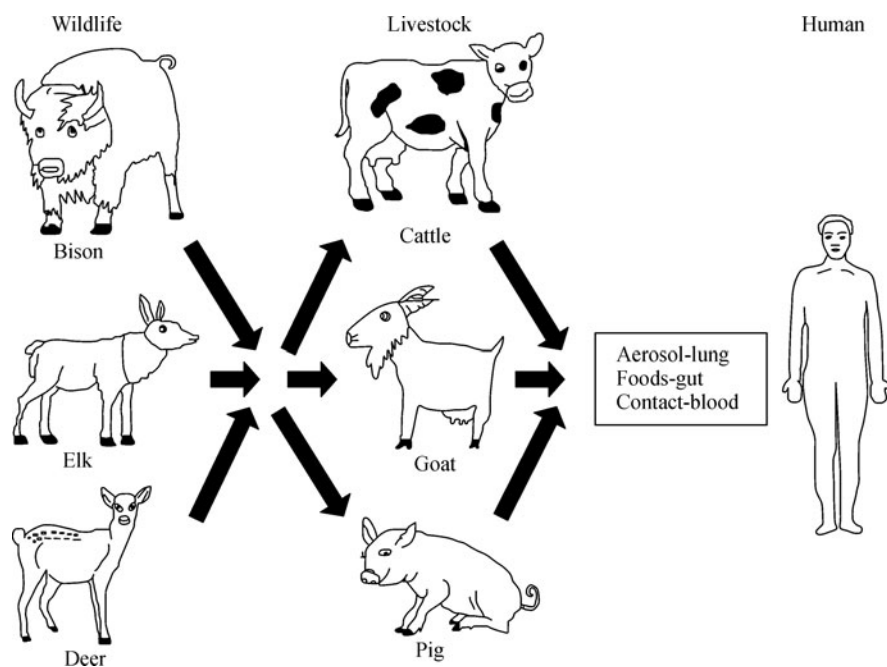 Wildlife
Livestock
Human
Bison
Cattle
Elk
Goat
Aerosol-lung
Foods-gut
Contact-blood
Deer
Pig